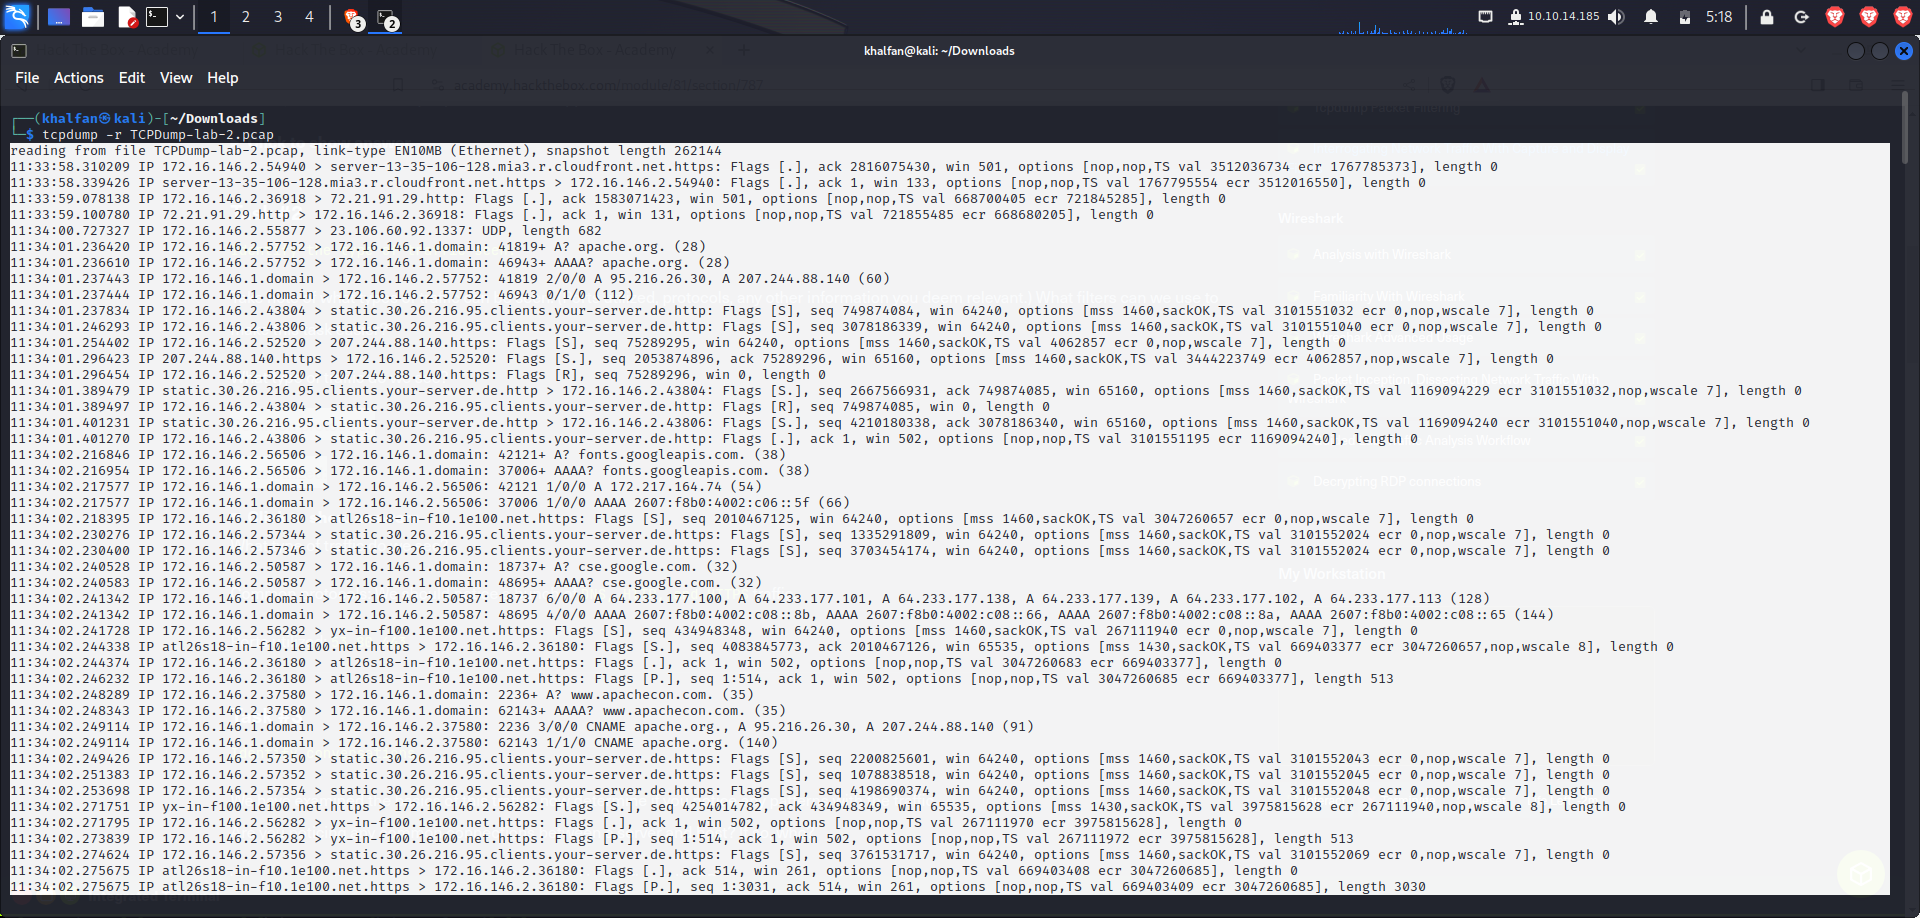 1 2 3 4 3 2 10.10.14.185 5:18
khalfan@kali: ~/Downloads
File Actions Edit View Help
academy.hackthebox.com/module/81/section/787
Tcpdump Packet Filtering
┌──(khalfan㉿kali)-[~/Downloads]
└─$ tcpdump -r TCPDump-lab-2.pcap
reading from file TCPDump-lab-2.pcap, link-type EN10MB (Ethernet), snapshot length 262144
11:33:58.310209 IP 172.16.146.2.54940 > server-13-35-106-128.mia3.r.cloudfront.net.https: Flags [.], ack 2816075430, win 501, options [nop,nop,TS val 3512036734 ecr 1767785373], length 0
11:33:58.339426 IP server-13-35-106-128.mia3.r.cloudfront.net.https > 172.16.146.2.54940: Flags [.], ack 1, win 133, options [nop,nop,TS val 1767795554 ecr 3512016550], length 0
11:33:59.078138 IP 172.16.146.2.36918 > 72.21.91.29.http: Flags [.], ack 1583071423, win 501, options [nop,nop,TS val 668700405 ecr 721845285], length 0
11:33:59.100780 IP 72.21.91.29.http > 172.16.146.2.36918: Flags [.], ack 1, win 131, options [nop,nop,TS val 721855485 ecr 668680205], length 0
11:34:00.727327 IP 172.16.146.2.55877 > 23.106.60.92.1337: UDP, length 682
11:34:01.236420 IP 172.16.146.2.57752 > 172.16.146.1.domain: 41819+ A? apache.org. (28)
11:34:01.236610 IP 172.16.146.2.57752 > 172.16.146.1.domain: 46943+ AAAA? apache.org. (28)
11:34:01.237443 IP 172.16.146.1.domain > 172.16.146.2.57752: 41819 2/0/0 A 95.216.26.30, A 207.244.88.140 (60)
11:34:01.237444 IP 172.16.146.1.domain > 172.16.146.2.57752: 46943 0/1/0 (112)
11:34:01.237834 IP 172.16.146.2.43804 > static.30.26.216.95.clients.your-server.de.http: Flags [S], seq 749874084, win 64240, options [mss 1460,sackOK,TS val 3101551032 ecr 0,nop,wscale 7], length 0
11:34:01.246293 IP 172.16.146.2.43806 > static.30.26.216.95.clients.your-server.de.http: Flags [S], seq 3078186339, win 64240, options [mss 1460,sackOK,TS val 3101551040 ecr 0,nop,wscale 7], length 0
11:34:01.254402 IP 172.16.146.2.52520 > 207.244.88.140.https: Flags [S], seq 75289295, win 64240, options [mss 1460,sackOK,TS val 4062857 ecr 0,nop,wscale 7], length 0
11:34:01.296423 IP 207.244.88.140.https > 172.16.146.2.52520: Flags [S.], seq 2053874896, ack 75289296, win 65160, options [mss 1460,sackOK,TS val 3444223749 ecr 4062857,nop,wscale 7], length 0
11:34:01.296454 IP 172.16.146.2.52520 > 207.244.88.140.https: Flags [R], seq 75289296, win 0, length 0
11:34:01.389479 IP static.30.26.216.95.clients.your-server.de.http > 172.16.146.2.43804: Flags [S.], seq 2667566931, ack 749874085, win 65160, options [mss 1460,sackOK,TS val 1169094229 ecr 3101551032,nop,wscale 7], length 0
11:34:01.389497 IP 172.16.146.2.43804 > static.30.26.216.95.clients.your-server.de.http: Flags [R], seq 749874085, win 0, length 0
11:34:01.401231 IP static.30.26.216.95.clients.your-server.de.http > 172.16.146.2.43806: Flags [S.], seq 4210180338, ack 3078186340, win 65160, options [mss 1460,sackOK,TS val 1169094240 ecr 3101551040,nop,wscale 7], length 0
11:34:01.401270 IP 172.16.146.2.43806 > static.30.26.216.95.clients.your-server.de.http: Flags [.], ack 1, win 502, options [nop,nop,TS val 3101551195 ecr 1169094240], length 0
11:34:02.216846 IP 172.16.146.2.56506 > 172.16.146.1.domain: 42121+ A? fonts.googleapis.com. (38)
11:34:02.216954 IP 172.16.146.2.56506 > 172.16.146.1.domain: 37006+ AAAA? fonts.googleapis.com. (38)
11:34:02.217577 IP 172.16.146.1.domain > 172.16.146.2.56506: 42121 1/0/0 A 172.217.164.74 (54)
11:34:02.217577 IP 172.16.146.1.domain > 172.16.146.2.56506: 37006 1/0/0 AAAA 2607:f8b0:4002:c06::5f (66)
11:34:02.218395 IP 172.16.146.2.36180 > atl26s18-in-f10.1e100.net.https: Flags [S], seq 2010467125, win 64240, options [mss 1460,sackOK,TS val 3047260657 ecr 0,nop,wscale 7], length 0
11:34:02.230276 IP 172.16.146.2.57344 > static.30.26.216.95.clients.your-server.de.https: Flags [S], seq 1335291809, win 64240, options [mss 1460,sackOK,TS val 3101552024 ecr 0,nop,wscale 7], length 0
11:34:02.230400 IP 172.16.146.2.57346 > static.30.26.216.95.clients.your-server.de.https: Flags [S], seq 3703454174, win 64240, options [mss 1460,sackOK,TS val 3101552024 ecr 0,nop,wscale 7], length 0
11:34:02.240528 IP 172.16.146.2.50587 > 172.16.146.1.domain: 18737+ A? cse.google.com. (32)
11:34:02.240583 IP 172.16.146.2.50587 > 172.16.146.1.domain: 48695+ AAAA? cse.google.com. (32)
11:34:02.241342 IP 172.16.146.1.domain > 172.16.146.2.50587: 18737 6/0/0 A 64.233.177.100, A 64.233.177.101, A 64.233.177.138, A 64.233.177.139, A 64.233.177.102, A 64.233.177.113 (128)
11:34:02.241342 IP 172.16.146.1.domain > 172.16.146.2.50587: 48695 4/0/0 AAAA 2607:f8b0:4002:c08::8b, AAAA 2607:f8b0:4002:c08::66, AAAA 2607:f8b0:4002:c08::8a, AAAA 2607:f8b0:4002:c08::65 (144)
11:34:02.241728 IP 172.16.146.2.56282 > yx-in-f100.1e100.net.https: Flags [S], seq 434948348, win 64240, options [mss 1460,sackOK,TS val 267111940 ecr 0,nop,wscale 7], length 0
11:34:02.244338 IP atl26s18-in-f10.1e100.net.https > 172.16.146.2.36180: Flags [S.], seq 4083845773, ack 2010467126, win 65535, options [mss 1430,sackOK,TS val 669403377 ecr 3047260657,nop,wscale 8], length 0
11:34:02.244383 IP 172.16.146.2.36180 > atl26s18-in-f10.1e100.net.https: Flags [.], ack 1, win 502, options [nop,nop,TS val 3047260683 ecr 669403377], length 0
11:34:02.246232 IP 172.16.146.2.36180 > atl26s18-in-f10.1e100.net.https: Flags [P.], seq 1:514, ack 1, win 502, options [nop,nop,TS val 3047260685 ecr 669403377], length 513
11:34:02.248289 IP 172.16.146.2.37580 > 172.16.146.1.domain: 2236+ A? www.apachecon.com. (35)
11:34:02.248343 IP 172.16.146.2.37580 > 172.16.146.1.domain: 62143+ AAAA? www.apachecon.com. (35)
11:34:02.249114 IP 172.16.146.1.domain > 172.16.146.2.37580: 2236 3/0/0 CNAME apache.org., A 95.216.26.30, A 207.244.88.140 (91)
11:34:02.249114 IP 172.16.146.1.domain > 172.16.146.2.37580: 62143 1/1/0 CNAME apache.org. (140)
11:34:02.249426 IP 172.16.146.2.57350 > static.30.26.216.95.clients.your-server.de.https: Flags [S], seq 2200825601, win 64240, options [mss 1460,sackOK,TS val 3101552043 ecr 0,nop,wscale 7], length 0
11:34:02.251383 IP 172.16.146.2.57352 > static.30.26.216.95.clients.your-server.de.https: Flags [S], seq 1078838518, win 64240, options [mss 1460,sackOK,TS val 3101552045 ecr 0,nop,wscale 7], length 0
11:34:02.253698 IP 172.16.146.2.57354 > static.30.26.216.95.clients.your-server.de.https: Flags [S], seq 4198690374, win 64240, options [mss 1460,sackOK,TS val 3101552048 ecr 0,nop,wscale 7], length 0
11:34:02.271751 IP yx-in-f100.1e100.net.https > 172.16.146.2.56282: Flags [S.], seq 4254014782, ack 434948349, win 65535, options [mss 1430,sackOK,TS val 3975815628 ecr 267111940,nop,wscale 8], length 0
11:34:02.271795 IP 172.16.146.2.56282 > yx-in-f100.1e100.net.https: Flags [.], ack 1, win 502, options [nop,nop,TS val 267111970 ecr 3975815628], length 0
11:34:02.273839 IP 172.16.146.2.56282 > yx-in-f100.1e100.net.https: Flags [P.], seq 1:514, ack 1, win 502, options [nop,nop,TS val 267111972 ecr 3975815628], length 513
11:34:02.274624 IP 172.16.146.2.57356 > static.30.26.216.95.clients.your-server.de.https: Flags [S], seq 3761531717, win 64240, options [mss 1460,sackOK,TS val 3101552069 ecr 0,nop,wscale 7], length 0
11:34:02.275675 IP atl26s18-in-f10.1e100.net.https > 172.16.146.2.36180: Flags [.], ack 514, win 261, options [nop,nop,TS val 669403408 ecr 3047260685], length 0
11:34:02.275675 IP atl26s18-in-f10.1e100.net.https > 172.16.146.2.36180: Flags [P.], seq 1:3031, ack 514, win 261, options [nop,nop,TS val 669403409 ecr 3047260685], length 3030
Wireshark
Analysis with Wireshark
Familiarity With Wireshark
Decrypting RDP connections
My Workstation